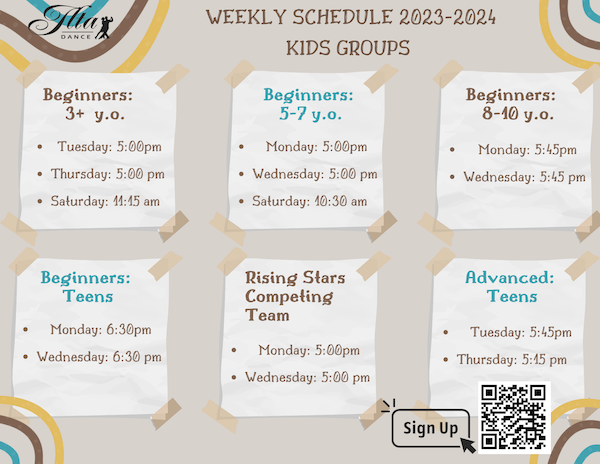 Alla
DANCE
WEEKLY SCHEDULE 2023-2024
KIDS GROUPS
Beginners:
3+ y.o.
• Tuesday: 5:00pm
• Thursday: 5:00 pm
• Saturday: 11:15 am
Beginners:
5-7 y.o.
• Monday: 5:00pm
• Wednesday: 5:00 pm
• Saturday: 10:30 am
Beginners:
8-10 y.o.
• Monday: 5:45pm
• Wednesday: 5:45 pm
Beginners:
Teens
• Monday: 6:30pm
• Wednesday: 6:30 pm
Rising Stars
Competing
Team
• Monday: 5:00pm
• Wednesday: 5:00 pm
Advanced:
Teens
• Tuesday: 5:45pm
• Thursday: 5:15 pm
Sign Up